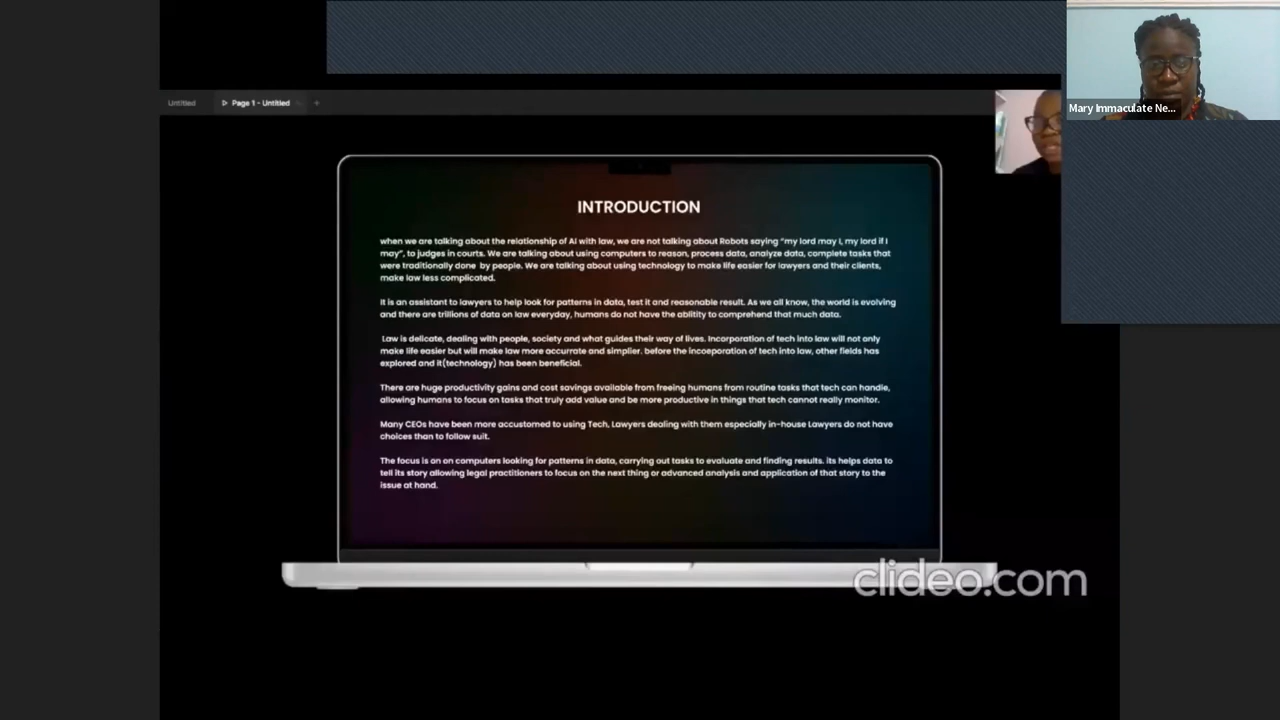 Mary Immaculate Ne...
Untitled
Page 1 - Untitled
+
INTRODUCTION
when we are talking about the relationship of AI with law, we are not talking about Robots saying "my lord may I, my lord if I
may", to judges in courts. We are talking about using computers to reason, process data, analyze data, complete tasks that
were traditionally done by people. We are talking about using technology to make life easier for lawyers and their clients,
make law less complicated.
It is an assistant to lawyers to help look for patterns in data, test it and reasonable result. As we all know, the world is evolving
and there are trillions of data on law everyday, humans do not have the abliity to comprehend that much data.
Law is delicate, dealing with people, society and what guides their way of lives. Incorporation of tech into law will not only
make life easier but will make law more accurrate and simplier. before the incoeporation of tech into law, other fields has
explored and it(technology) has been beneficial.
There are huge productivity gains and cost savings available from freeing humans from routine tasks that tech can handle,
allowing humans to focus on tasks that truly add value and be more productive in things that tech cannot really monitor.
Many CEOs have been more accustomed to using Tech, Lawyers dealing with them especially in-house Lawyers do not have
choices than to follow suit.
The focus is on on computers looking for patterns in data, carrying out tasks to evaluate and finding results. its helps data to
tell its story allowing legal practitioners to focus on the next thing or advanced analysis and application of that story to the
issue at hand.
clideo.com